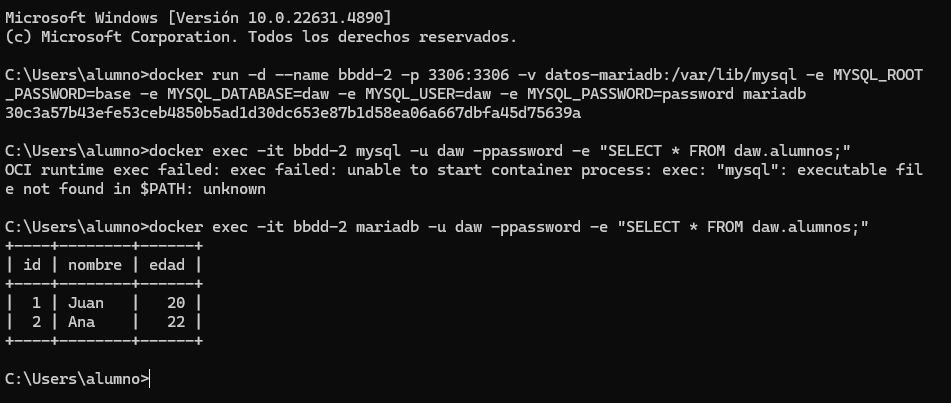 Microsoft Windows [Versión 10.0.22631.4890]
(c) Microsoft Corporation. Todos los derechos reservados.
C:\Users\alumno>docker run -d --name bbdd-2 -p 3306:3306 -v datos-mariadb:/var/lib/mysql -e MYSQL_ROOT
_PASSWORD=base -e MYSQL_DATABASE=daw -e MYSQL_USER=daw -e MYSQL_PASSWORD=password mariadb
30c3a57b43efe53ceb4850b5ad1d30dc653e87b1d58ea06a667dbfa45d75639a
C:\Users\alumno>docker exec -it bbdd-2 mysql -u daw -ppassword -e "SELECT * FROM daw.alumnos;"
OCI runtime exec failed: exec failed: unable to start container process: exec: "mysql": executable fil
e not found in $PATH: unknown
C:\Users\alumno>docker exec -it bbdd-2 mariadb -u daw -ppassword -e "SELECT * FROM daw.alumnos;"
+----+--------+------+
| id | nombre | edad |
+----+--------+------+
|  1 | Juan   |   20 |
|  2 | Ana    |   22 |
+----+--------+------+
C:\Users\alumno>